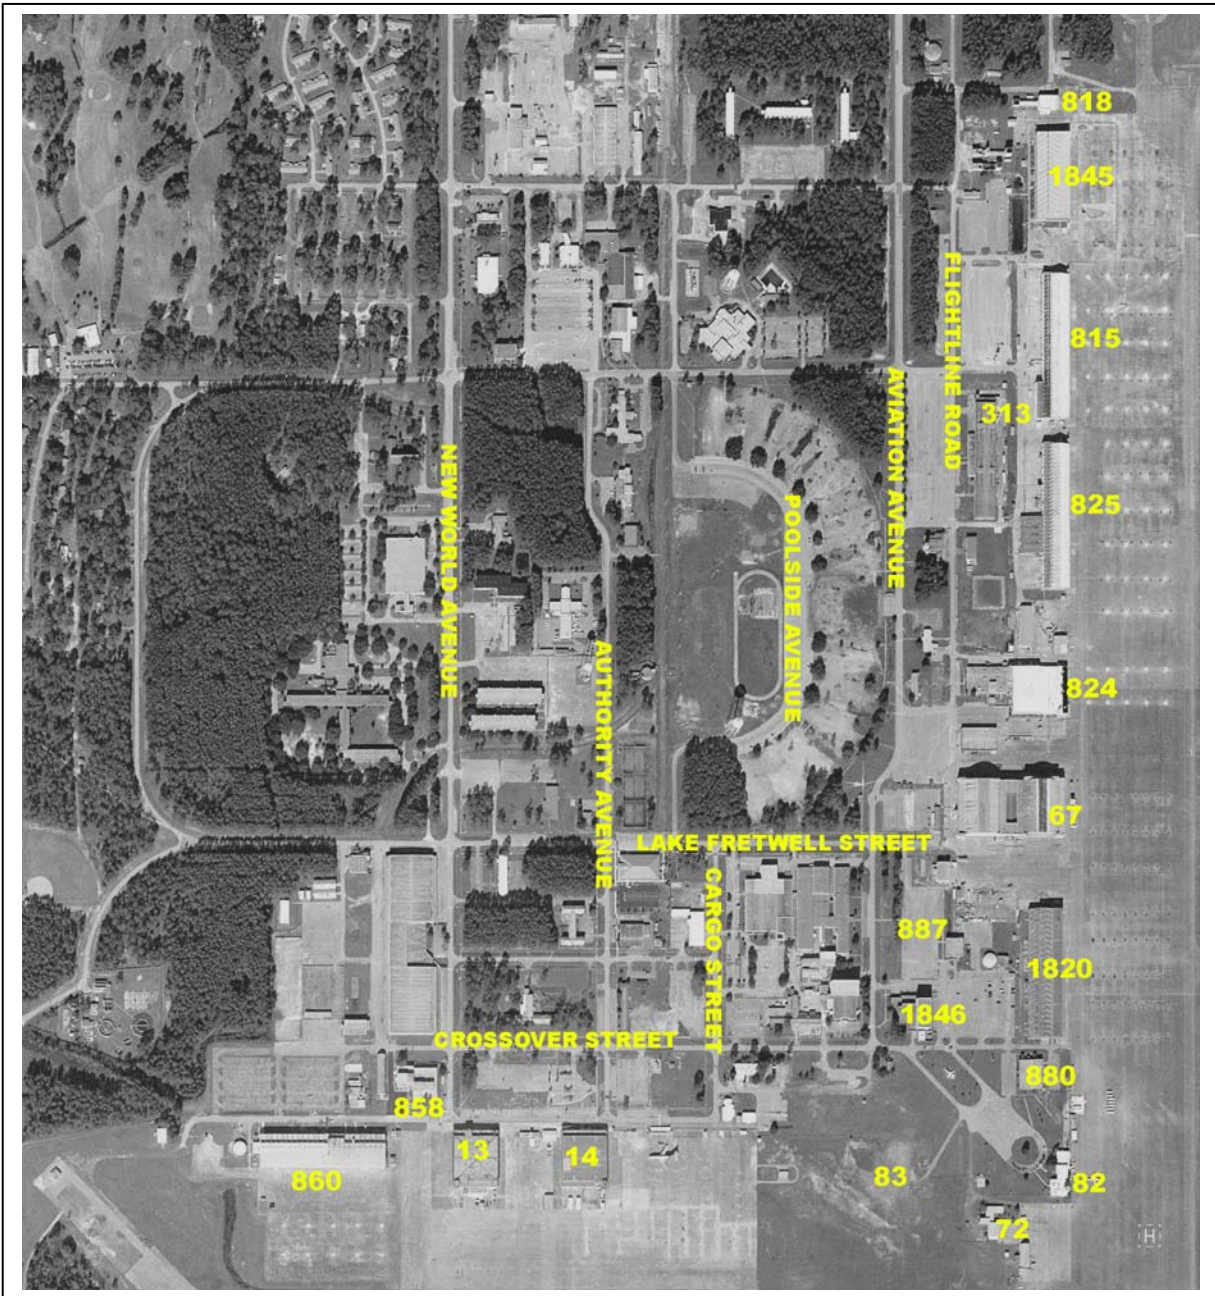 818
1845
FLIGHTLINE ROAD
815
AVIATION AVENUE
313
NEW WORLD AVENUE
POOLSIDE AVENUE
825
AUTHORITY AVENUE
824
67
LAKE FRETWELL STREET
CARGO STREET
887
1820
1846
CROSSOVER STREET
880
858
13
14
860
83
82
72
H